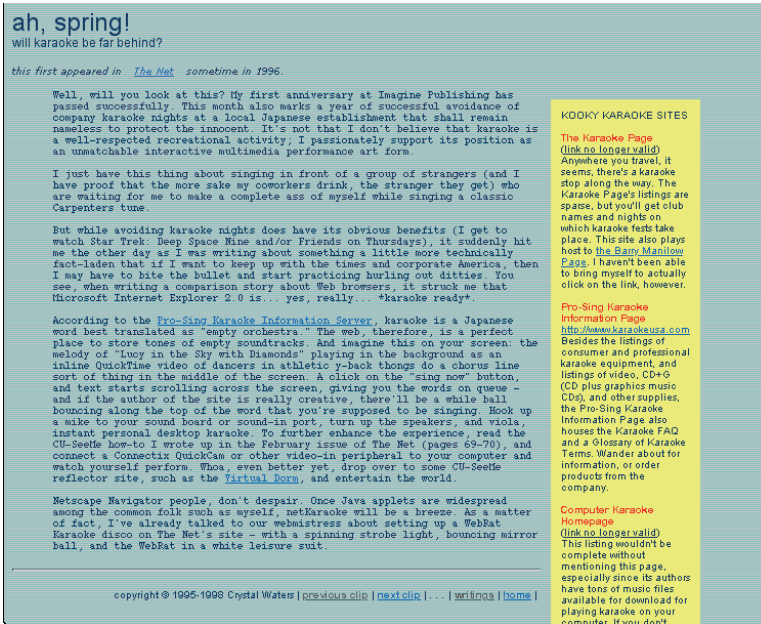 ah, spring!
will karaoke be far behind?
this first appeared in The Net sometime in 1996.
Well, will you look at this? My first anniversary at Imagine Publishing has
passed successfully. This month also marks a year of successful avoidance of
company karaoke nights at a local Japanese establishment that shall remain
nameless to protect the innocent. It's not that I don't believe that karaoke is
a well-respected recreational activity; I passionately support its position as
an unmatchable interactive multimedia performance art form.
I just have this thing about singing in front of a group of strangers (and I
have proof that the more sake my coworkers drink, the stranger they get) who
are waiting for me to make a complete ass of myself while singing a classic
Carpenters tune.
But while avoiding karaoke nights does have its obvious benefits (I get to
watch Star Trek: Deep Space Nine and/or Friends on Thursdays), it suddenly hit
me the other day as I was writing about something a little more technically
fact-laden that if I want to keep up with the times and corporate America, then
I may have to bite the bullet and start practicing hurling out ditties. You
see, when writing a comparison story about Web browsers, it struck me that
Microsoft Internet Explorer 2.0 is... yes, really... *karaoke ready*.
According to the Pro-Sing Karaoke Information Server, karaoke is a Japanese
word best translated as "empty orchestra." The web, therefore, is a perfect
place to store tones of empty soundtracks. And imagine this on your screen: the
melody of "Lucy in the Sky with Diamonds" playing in the background as an
inline QuickTime video of dancers in athletic y-back thongs do a chorus line
sort of thing in the middle of the screen. A click on the "sing now" button,
and text starts scrolling across the screen, giving you the words on queue -
and if the author of the site is really creative, there'll be a while ball
bouncing along the top of the word that you're supposed to be singing. Hook up
a mike to your sound board or sound-in port, turn up the speakers, and viola,
instant personal desktop karaoke. To further enhance the experience, read the
CU-SeeMe how-to I wrote up in the February issue of The Net (pages 69-70), and
connect a Connectix QuickCam or other video-in peripheral to your computer and
watch yourself perform. Whoa, even better yet, drop over to some CU-SeeMe
reflector site, such as the Virtual Dorm, and entertain the world.
Netscape Navigator people, don't despair. Once Java applets are widespread
among the common folk such as myself, netKaraoke will be a breeze. As a matter
of fact, I've already talked to our webmistress about setting up a WebRat
Karaoke disco on The Net's site - with a spinning strobe light, bouncing mirror
ball, and the WebRat in a white leisure suit.
copyright © 1995-1998 Crystal Waters | previous clip | next clip | . . . | writings | home |
KOOKY KARAOKE SITES
The Karaoke Page
(link no longer valid)
Anywhere you travel, it
seems, there's a karaoke
stop along the way. The
Karaoke Page's listings are
sparse, but you'll get club
names and nights on
which karaoke fests take
place. This site also plays
host to the Barry Manilow
Page. I haven't been able
to bring myself to actually
click on the link, however.
Pro-Sing Karaoke
Information Page
http://www.karaokeusa.com
Besides the listings of
consumer and professional
karaoke equipment, and
listings of video, CD+G
(CD plus graphics music
CDs), and other supplies,
the Pro-Sing Karaoke
Information Page also
houses the Karaoke FAQ
and a Glossary of Karaoke
Terms. Wander about for
information, or order
products from the
company.
Computer Karaoke
Homepage
(link no longer valid)
This listing wouldn't be
complete without
mentioning this page,
especially since its authors
have tons of music files
available for download for
playing karaoke on your
computer. If you don't